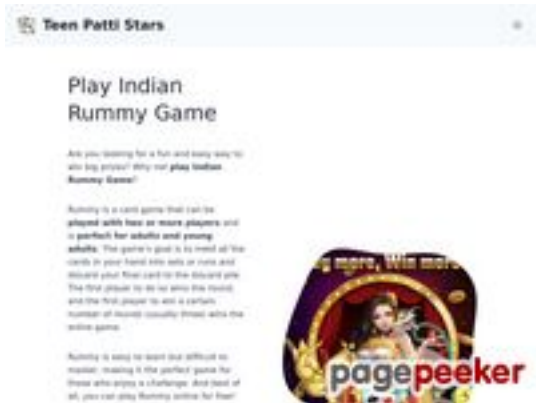 Teen Patti Stars
Play Indian
Rummy Game
Are you looking for a fun and easy way to
win big prizes? Why not play Indian
Rummy Game?
Rummy is a card game that can be
played with two or more players and
is perfect for adults and young
adults. The game's goal is to meld all the
cards in your hand into sets or runs and
discard your final card to the discard pile.
The first player to do so wins the round,
and the first player to win a certain
number of rounds (usually three) wins the
entire game.
Rummy is easy to learn but difficult to
master, making it the perfect game for
those who enjoy a challenge. And best of
all, you can play Rummy online for free!
more, Win more
pagepeeker